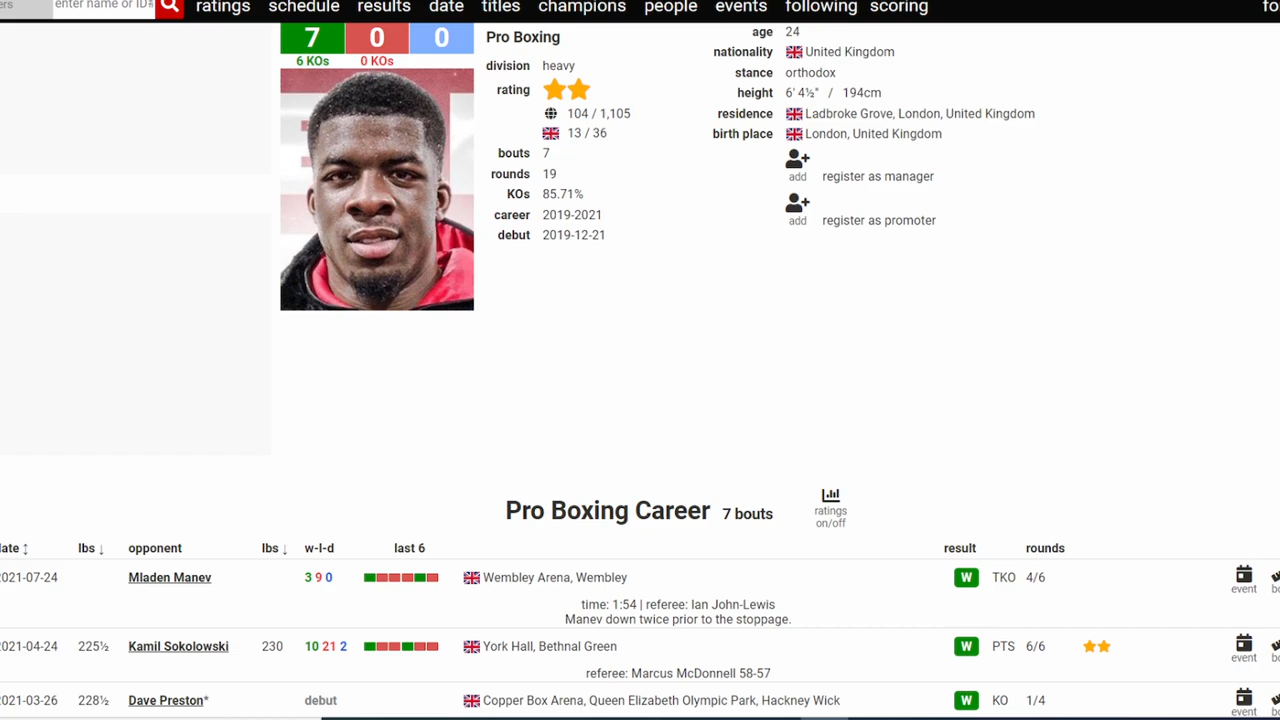 ers enter name or ID# ratings schedule results date titles champions people events following scoring fo
7 0 0 Pro Boxing age 24
6 KOs 0 KOs nationality United Kingdom
division heavy stance orthodox
rating height 6' 4½" / 194cm
104 / 1,105 residence Ladbroke Grove, London, United Kingdom
13 / 36 birth place London, United Kingdom
bouts 7
rounds 19 add register as manager
KOs 85.71%
career 2019-2021 add register as promoter
debut 2019-12-21
Pro Boxing Career 7 bouts ratings on/off
ate lbs ↓ opponent lbs ↓ w-l-d last 6 result rounds
2021-07-24 Mladen Manev 3 9 0 Wembley Arena, Wembley W TKO 4/6 event bo
time: 1:54 | referee: Ian John-Lewis
Manev down twice prior to the stoppage.
2021-04-24 225½ Kamil Sokolowski 230 10 21 2 York Hall, Bethnal Green W PTS 6/6 event bo
referee: Marcus McDonnell 58-57
2021-03-26 228½ Dave Preston* debut Copper Box Arena, Queen Elizabeth Olympic Park, Hackney Wick W KO 1/4 event bo